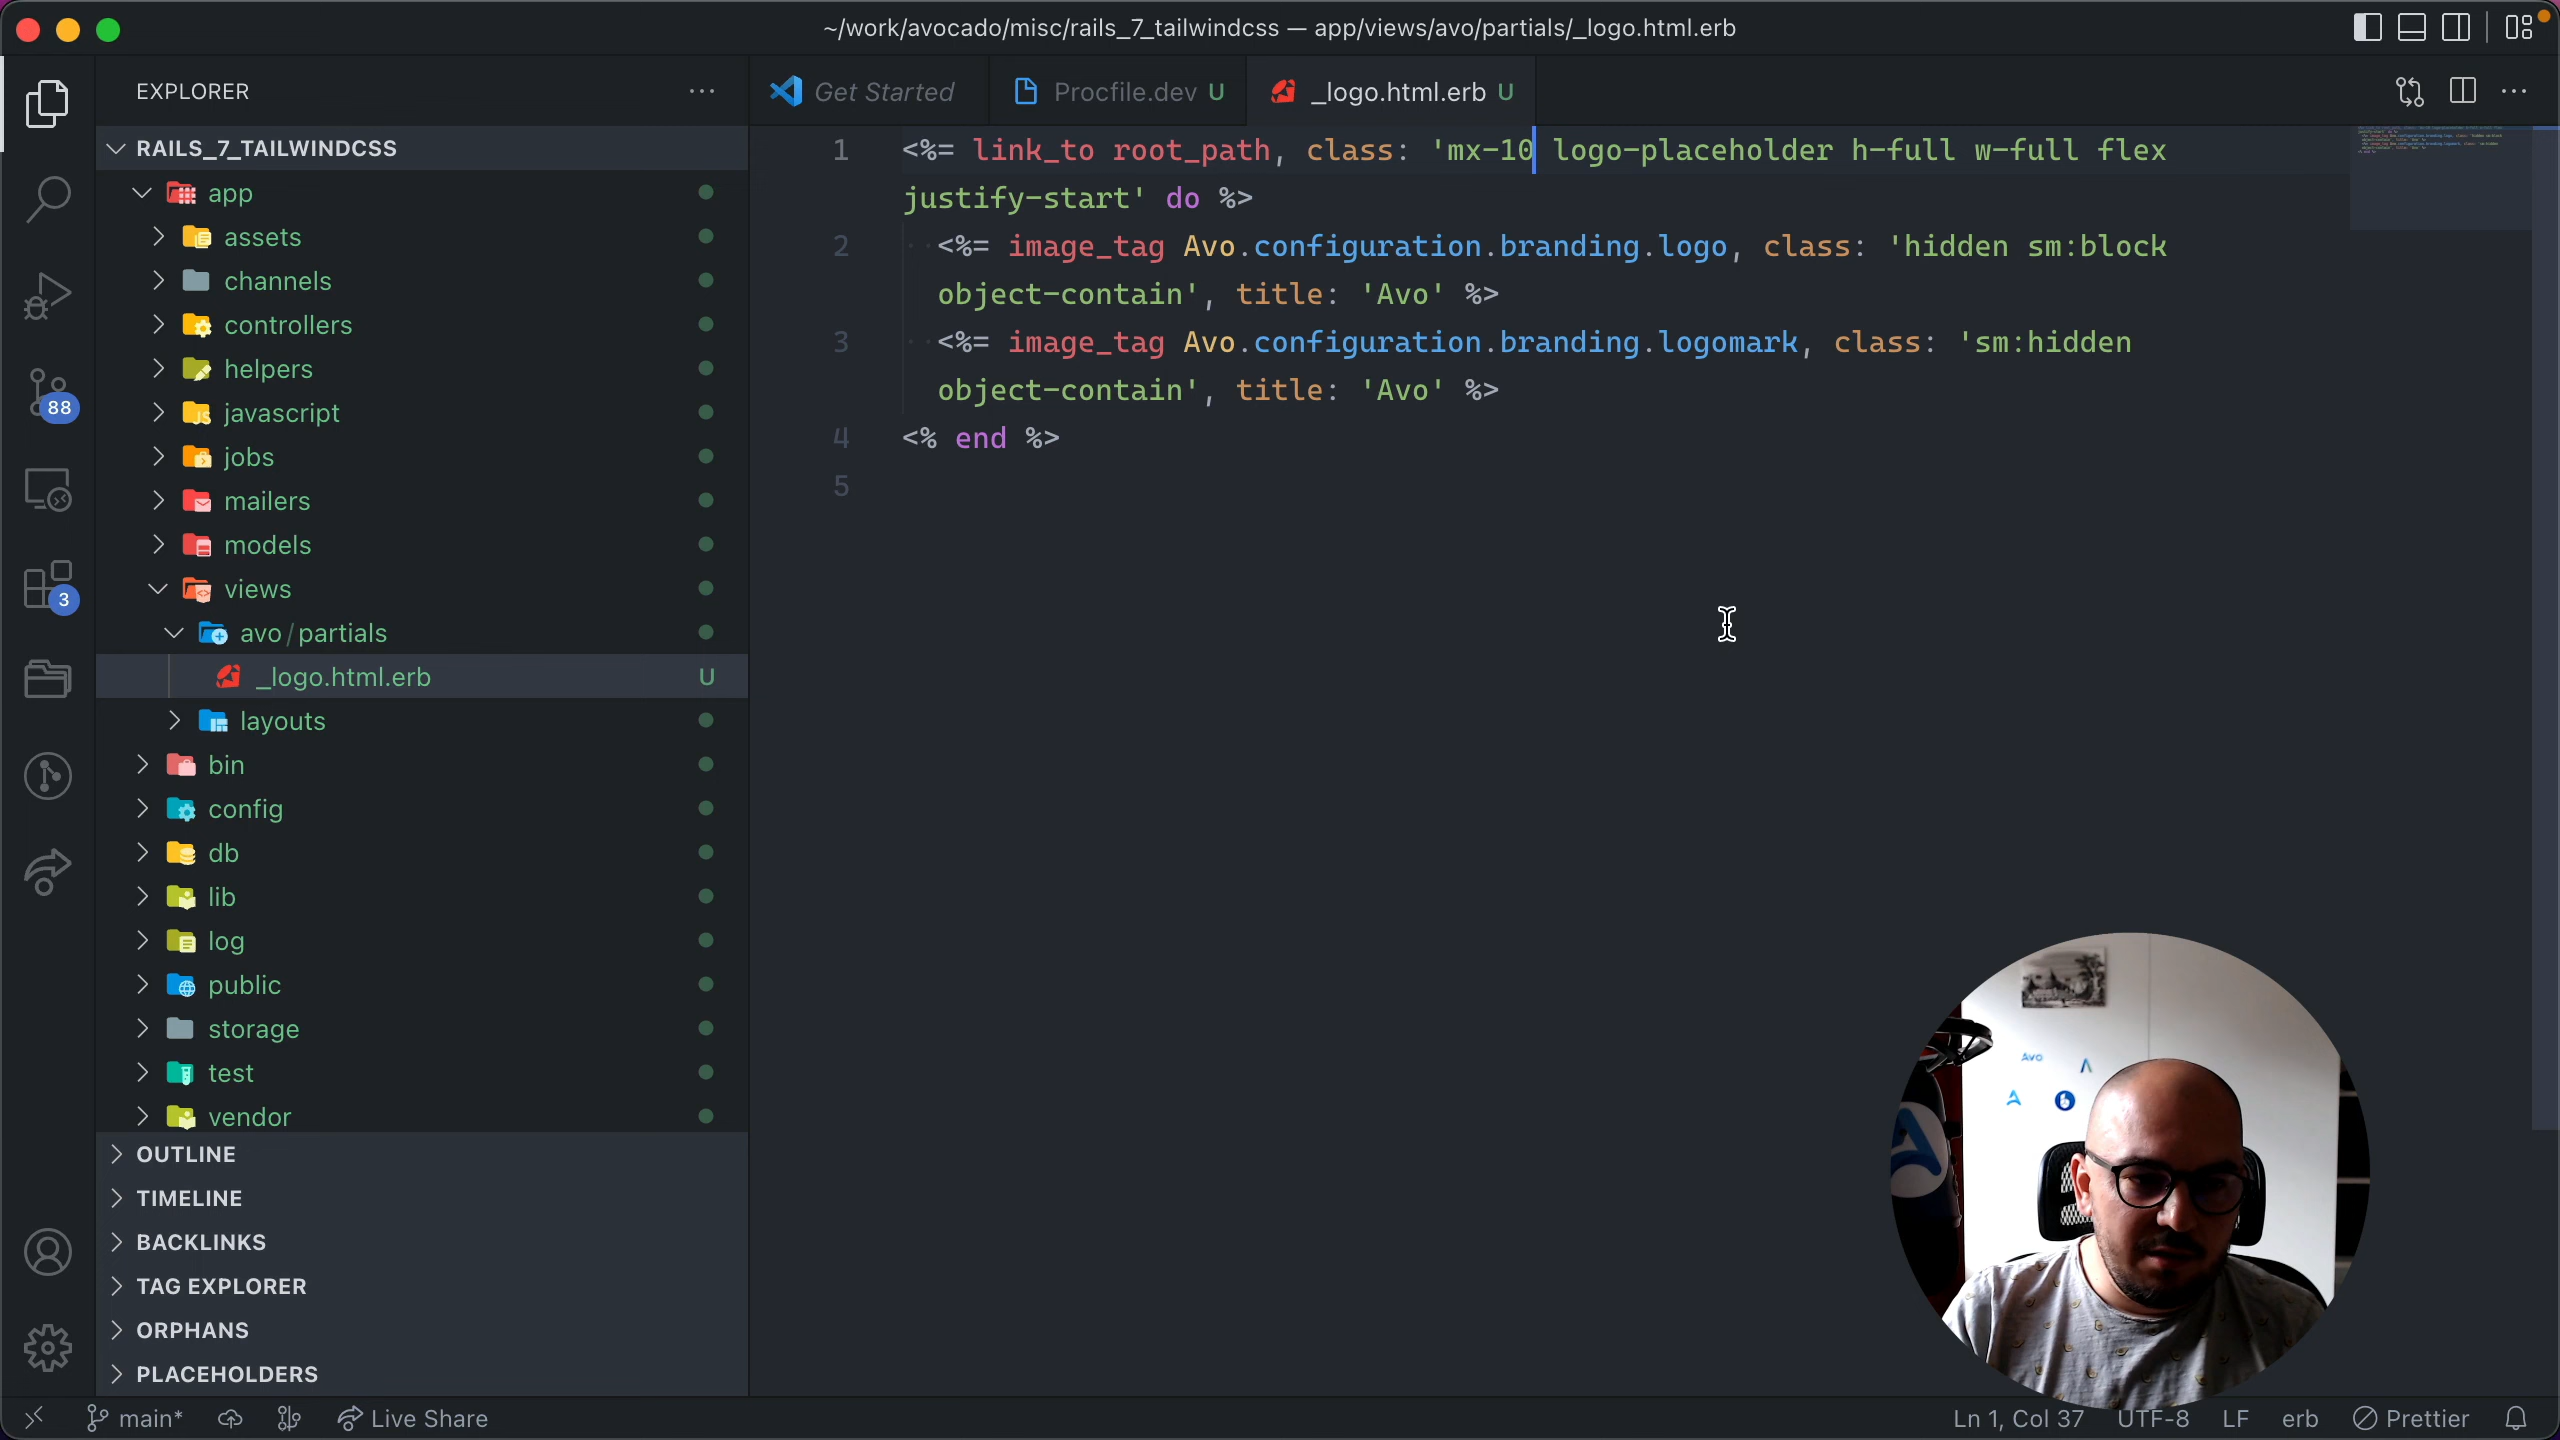 ~/work/avocado/misc/rails_7_tailwindcss — app/views/avo/partials/_logo.html.erb
EXPLORER
Get Started
Procfile.dev U
_logo.html.erb U
RAILS_7_TAILWINDCSS
app
assets
channels
controllers
helpers
javascript
jobs
mailers
models
views
avo/partials
_logo.html.erb U
layouts
bin
config
db
lib
log
public
storage
test
vendor
OUTLINE
TIMELINE
BACKLINKS
TAG EXPLORER
ORPHANS
PLACEHOLDERS
88
3
1 <%= link_to root_path, class: 'mx-10 logo-placeholder h-full w-full flex
justify-start' do %>
2 <%= image_tag Avo.configuration.branding.logo, class: 'hidden sm:block
object-contain', title: 'Avo' %>
3 <%= image_tag Avo.configuration.branding.logomark, class: 'sm:hidden
object-contain', title: 'Avo' %>
4 <% end %>
5
Avo
main*
Live Share
Ln 1, Col 37
UTF-8
LF
erb
Prettier